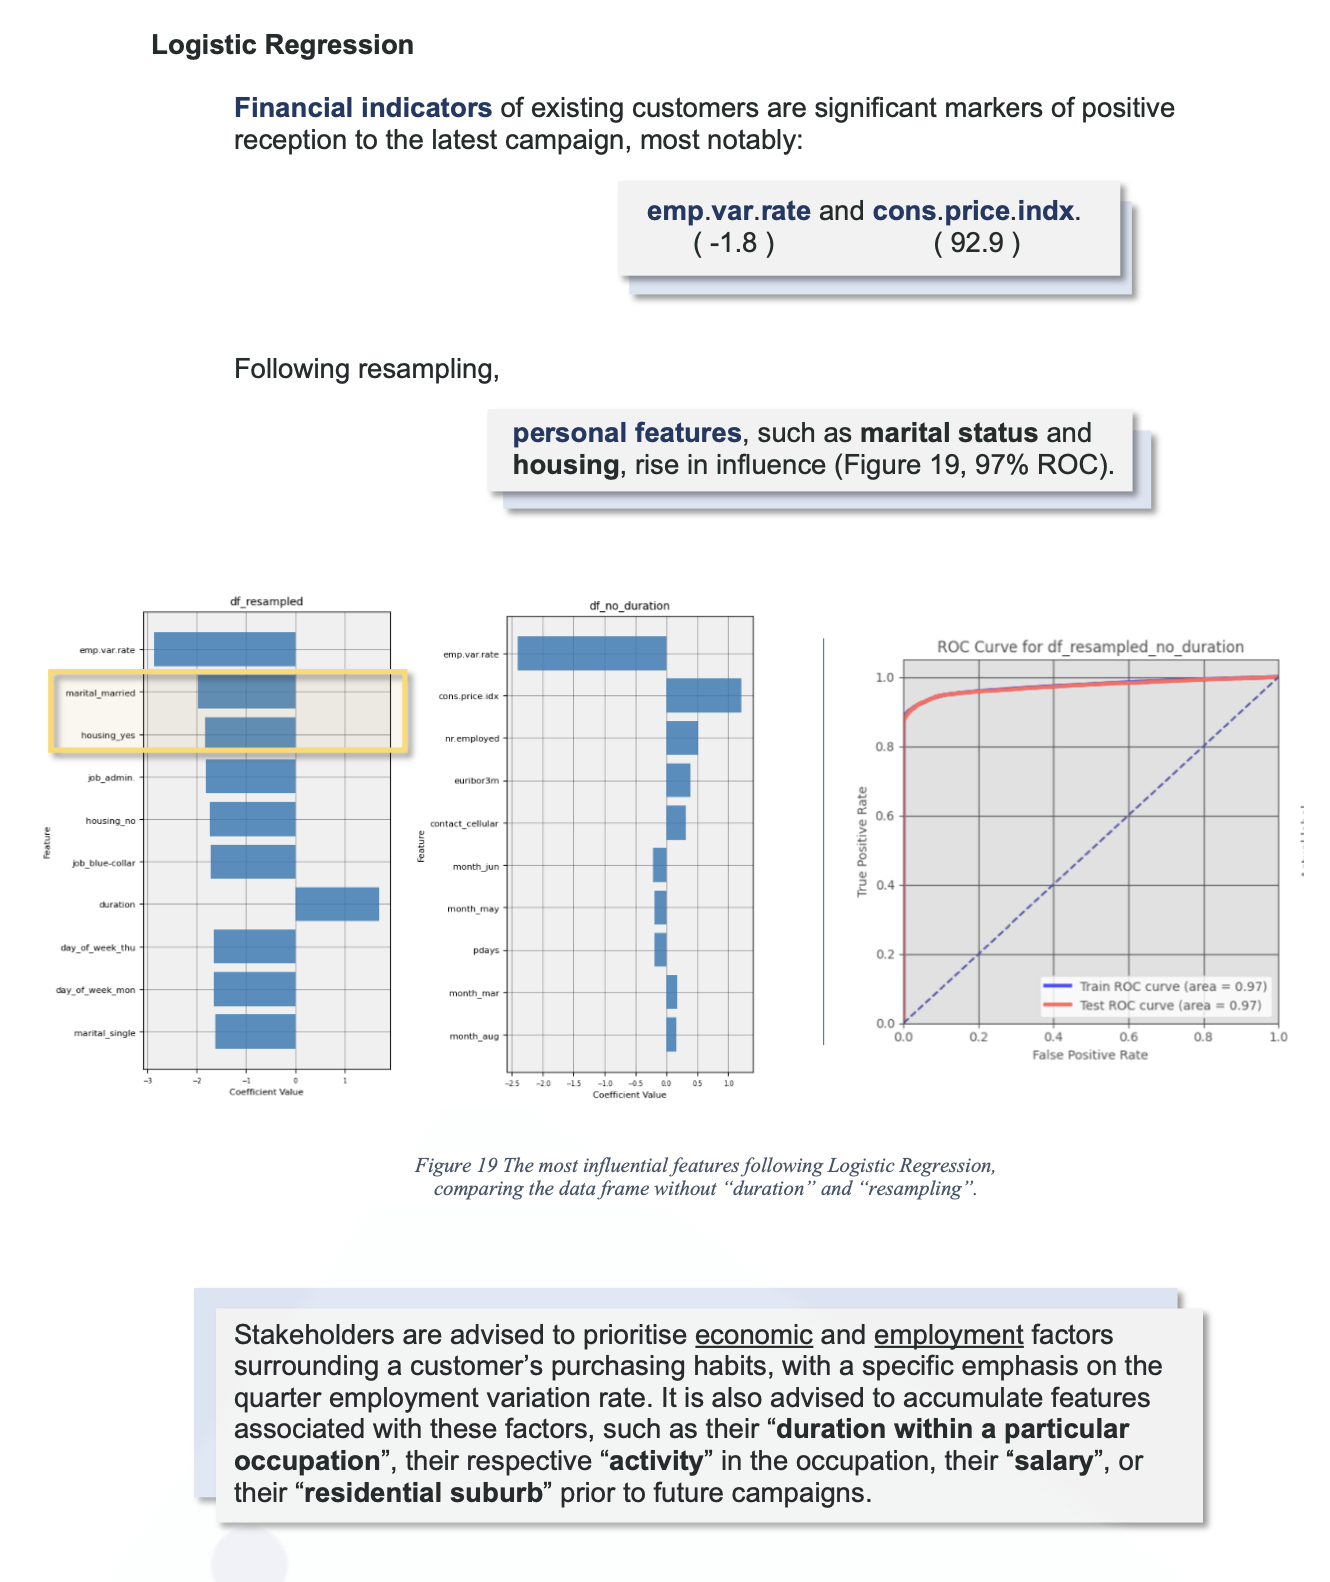 Logistic Regression
Financial indicators of existing customers are significant markers of positive
reception to the latest campaign, most notably:
emp.var.rate and cons.price.indx.
( -1.8 ) ( 92.9 )
Following resampling,
personal features, such as marital status and
housing, rise in influence (Figure 19, 97% ROC).
df_resampled
emp.var.rate
marital_married
housing_yes
job_admin.
housing_no
job_blue-collar
duration
day_of_week_thu
day_of_week_mon
marital_single
Feature
−3 −2 −1 0 1
Coefficient Value
df_no_duration
emp.var.rate
cons.price.idx
nr.employed
euribor3m
contact_cellular
month_jun
month_may
pdays
month_mar
month_aug
Feature
−2.5 −2.0 −1.5 −1.0 −0.5 0.0 0.5 1.0
Coefficient Value
ROC Curve for df_resampled_no_duration
1.0
0.8
0.6
0.4
0.2
0.0
True Positive Rate
Train ROC curve (area = 0.97)
Test ROC curve (area = 0.97)
0.0 0.2 0.4 0.6 0.8 1.0
False Positive Rate
Figure 19 The most influential features following Logistic Regression,
comparing the data frame without “duration” and “resampling”.
Stakeholders are advised to prioritise economic and employment factors
surrounding a customer’s purchasing habits, with a specific emphasis on the
quarter employment variation rate. It is also advised to accumulate features
associated with these factors, such as their “duration within a particular
occupation”, their respective “activity” in the occupation, their “salary”, or
their “residential suburb” prior to future campaigns.